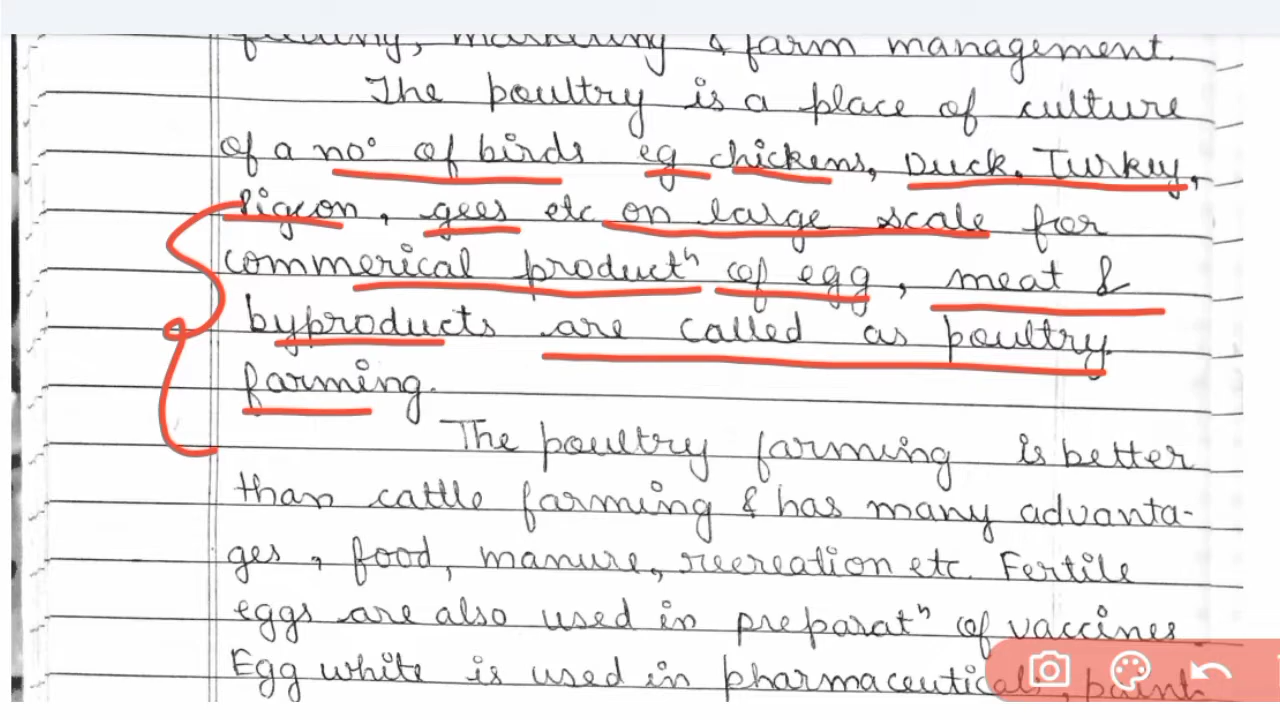 feeding, marketing & farm management.
The poultry is a place of culture
of a no° of birds eg chickens, Duck, Turkey,
Pigeon, gees etc on large scale for
commerical productⁿ of egg, meat &
byproducts are called as poultry
farming.
The poultry farming is better
than cattle farming & has many advanta-
ges, food, manure, recreation etc. Fertile
eggs are also used in preparatⁿ of vaccines
Egg white is used in pharmaceutical, paint